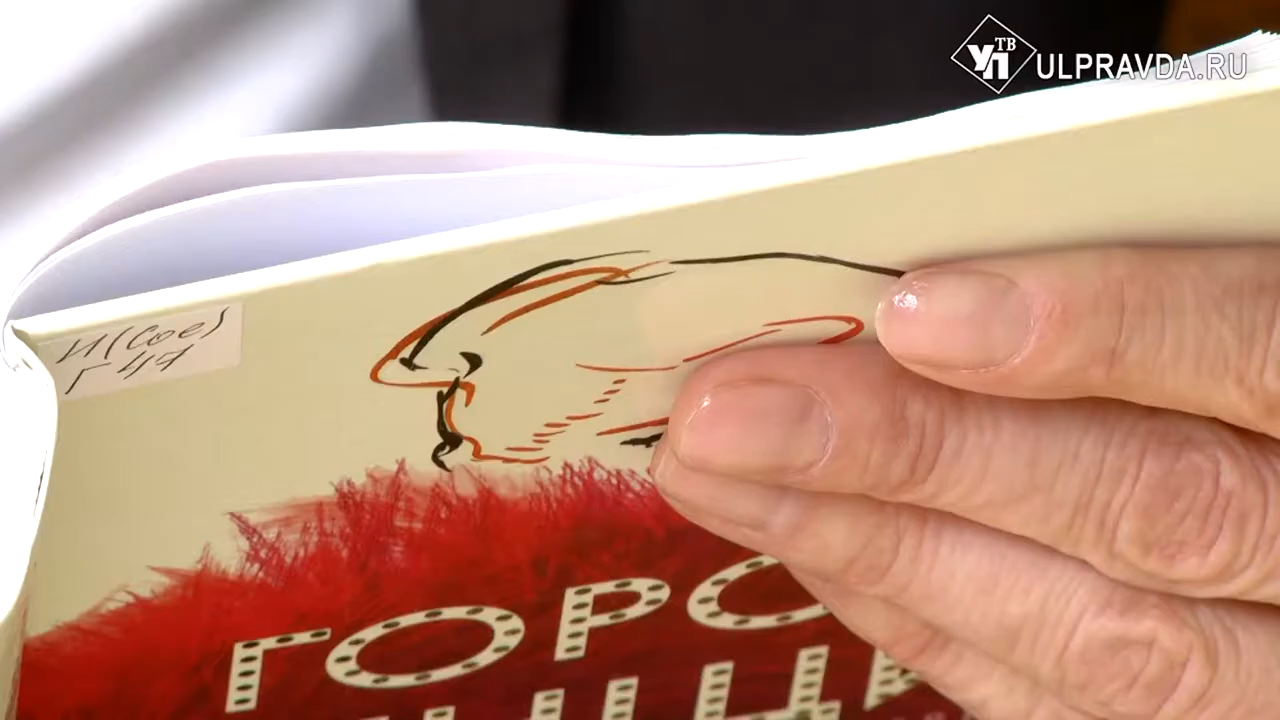 УП ТВ
ULPRAVDA.RU
И(Сое)
Г 47
ГОРО